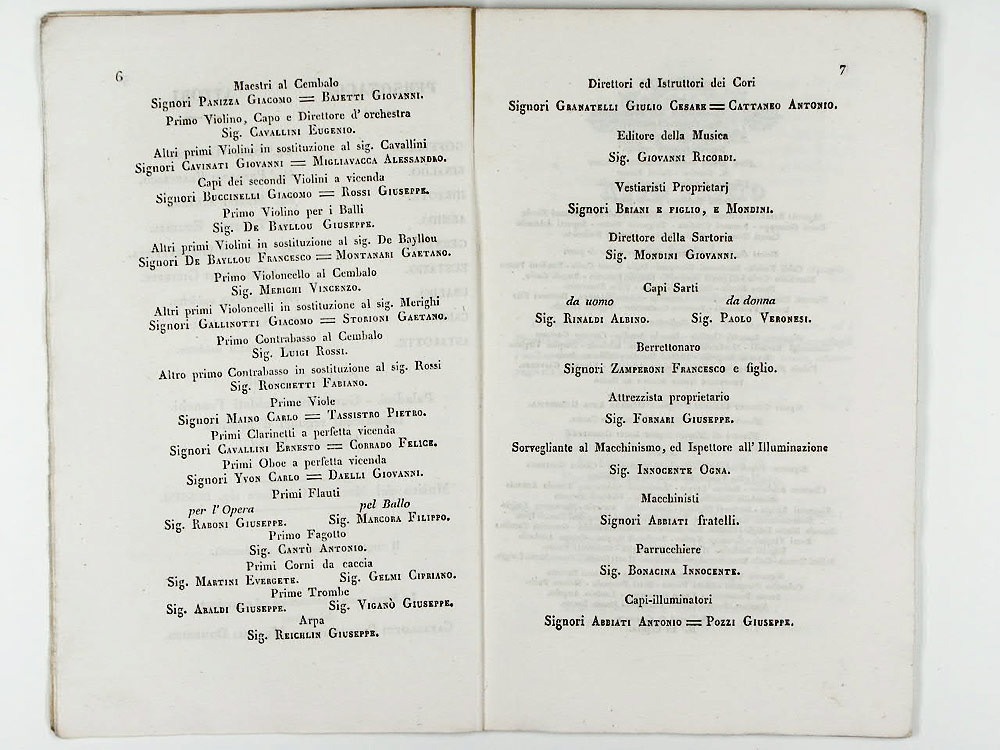 6
Maestri al Cembalo
Signori Panizza Giacomo = Bajetti Giovanni.
Primo Violino, Capo e Direttore d'orchestra
Sig. Cavallini Eugenio.
Altri primi Violini in sostituzione al sig. Cavallini
Signori Cavinati Giovanni = Migliavacca Alessandro.
Capi dei secondi Violini a vicenda
Signori Buccinelli Giacomo = Rossi Giuseppe.
Primo Violino per i Balli
Sig. De Bayllou Giuseppe.
Altri primi Violini in sostituzione al sig. De Bayllou
Signori De Bayllou Francesco = Montanari Gaetano.
Primo Violoncello al Cembalo
Sig. Merighi Vincenzo.
Altri primi Violoncelli in sostituzione al sig. Merighi
Signori Gallinotti Giacomo = Storioni Gaetano.
Primo Contrabasso al Cembalo
Sig. Luigi Rossi.
Altro primo Contrabasso in sostituzione al sig. Rossi
Sig. Ronchetti Fabiano.
Prime Viole
Signori Maino Carlo = Tassistro Pietro.
Primi Clarinetti a perfetta vicenda
Signori Cavallini Ernesto = Corrado Felice.
Primi Oboe a perfetta vicenda
Signori Yvon Carlo = Daelli Giovanni.
Primi Flauti
per l'Opera pel Ballo
Sig. Raboni Giuseppe. Sig. Marcora Filippo.
Primo Fagotto
Sig. Cantù Antonio.
Primi Corni da caccia
Sig. Martini Evergete. Sig. Gelmi Cipriano.
Prime Trombe
Sig. Araldi Giuseppe. Sig. Viganò Giuseppe.
Arpa
Sig. Reichlin Giuseppe.
7
Direttori ed Istruttori dei Cori
Signori Granatelli Giulio Cesare = Cattaneo Antonio.
Editore della Musica
Sig. Giovanni Ricordi.
Vestiaristi Proprietarj
Signori Briani e figlio, e Mondini.
Direttore della Sartoria
Sig. Mondini Giovanni.
Capi Sarti
da uomo da donna
Sig. Rinaldi Albino. Sig. Paolo Veronesi.
Berrettonaro
Signori Zamperoni Francesco e figlio.
Attrezzista proprietario
Sig. Fornari Giuseppe.
Sorvegliante al Macchinismo, ed Ispettore all'Illuminazione
Sig. Innocente Ogna.
Macchinisti
Signori Abbiati fratelli.
Parrucchiere
Sig. Bonacina Innocente.
Capi-illuminatori
Signori Abbiati Antonio = Pozzi Giuseppe.